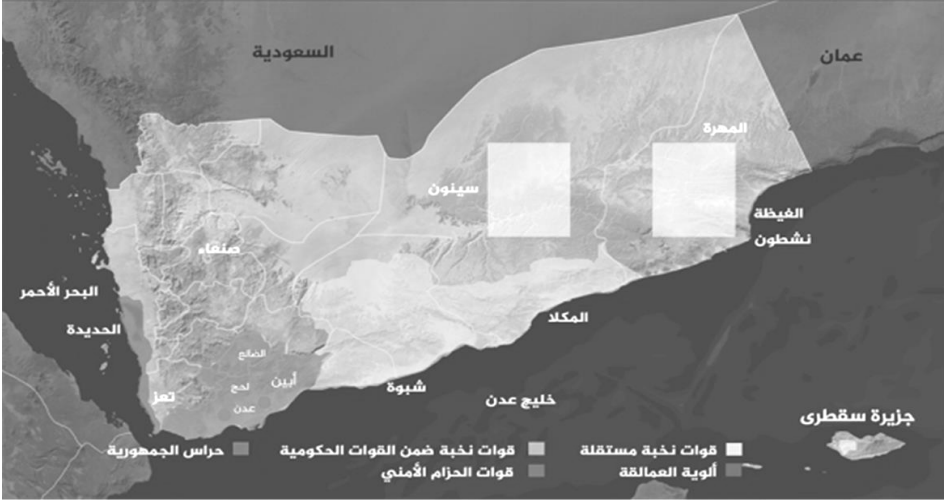 السعودية
عمان
المهرة
سيئون
الغيظة
نشطون
صنعاء
البحر الأحمر
الحديدة
المكلا
الضالع
أبين
لحج
شبوة
تعز
عدن
خليج عدن
جزيرة سقطرى
قوات نخبة مستقلة
قوات نخبة ضمن القوات الحكومية
حراس الجمهورية
ألوية العمالقة
قوات الحزام الأمني